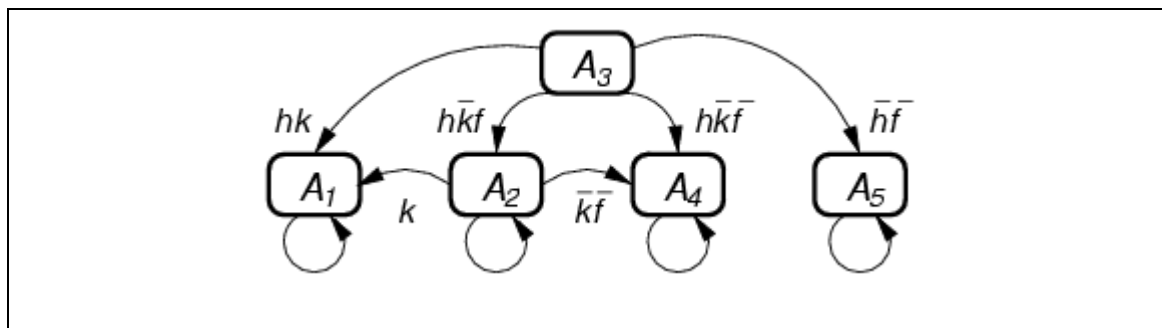 A₃
hk
hk̄f
hk̄f̄
h̄f̄
A₁
A₂
A₄
A₅
k
k̄f̄